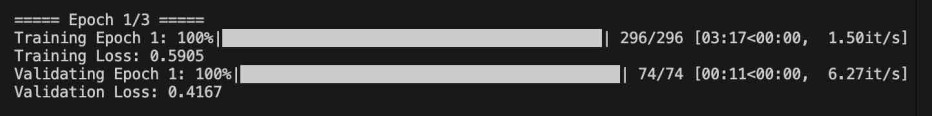 ===== Epoch 1/3 =====
Training Epoch 1: 100%|██████████████████████████████████████████| 296/296 [03:17<00:00,  1.50it/s]
Training Loss: 0.5905
Validating Epoch 1: 100%|██████████████████████████████████████████| 74/74 [00:11<00:00,  6.27it/s]
Validation Loss: 0.4167